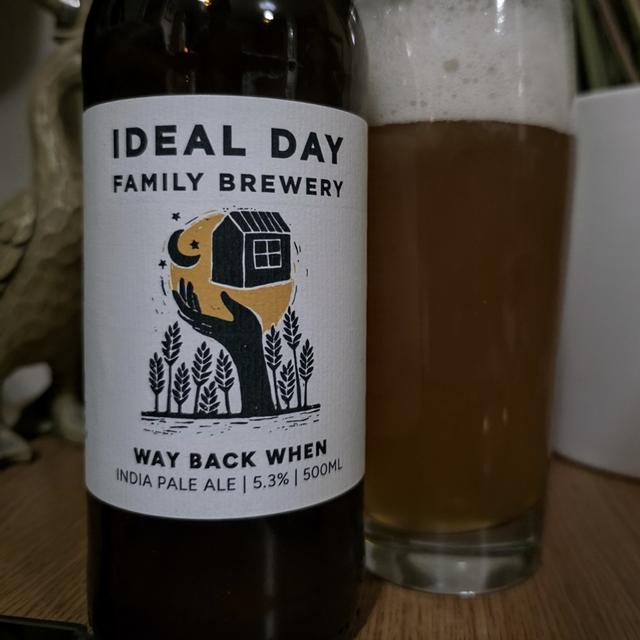 IDEAL DAY
FAMILY BREWERY
WAY BACK WHEN
INDIA PALE ALE | 5.3% | 500ML